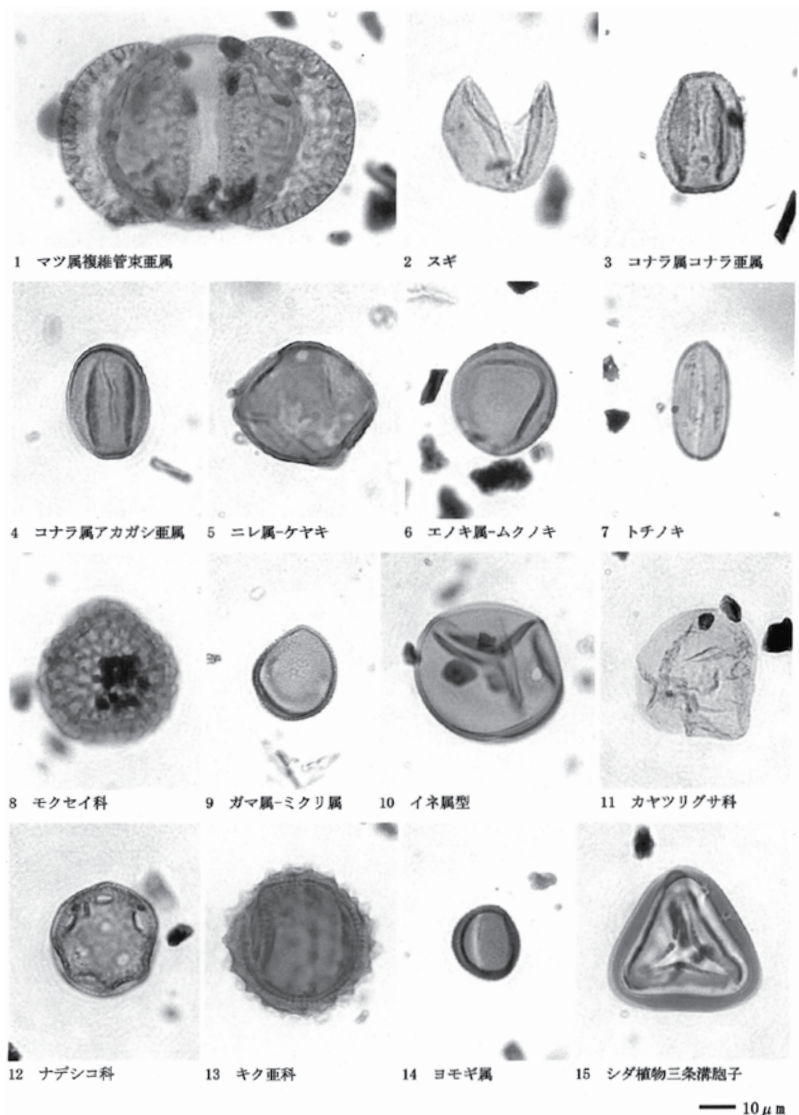 1 マツ属複維管束亜属
2 スギ
3 コナラ属コナラ亜属
4 コナラ属アカガシ亜属
5 ニレ属-ケヤキ
6 エノキ属-ムクノキ
7 トチノキ
8 モクセイ科
9 ガマ属-ミクリ属
10 イネ属型
11 カヤツリグサ科
12 ナデシコ科
13 キク亜科
14 ヨモギ属
15 シダ植物三条溝胞子
10μm